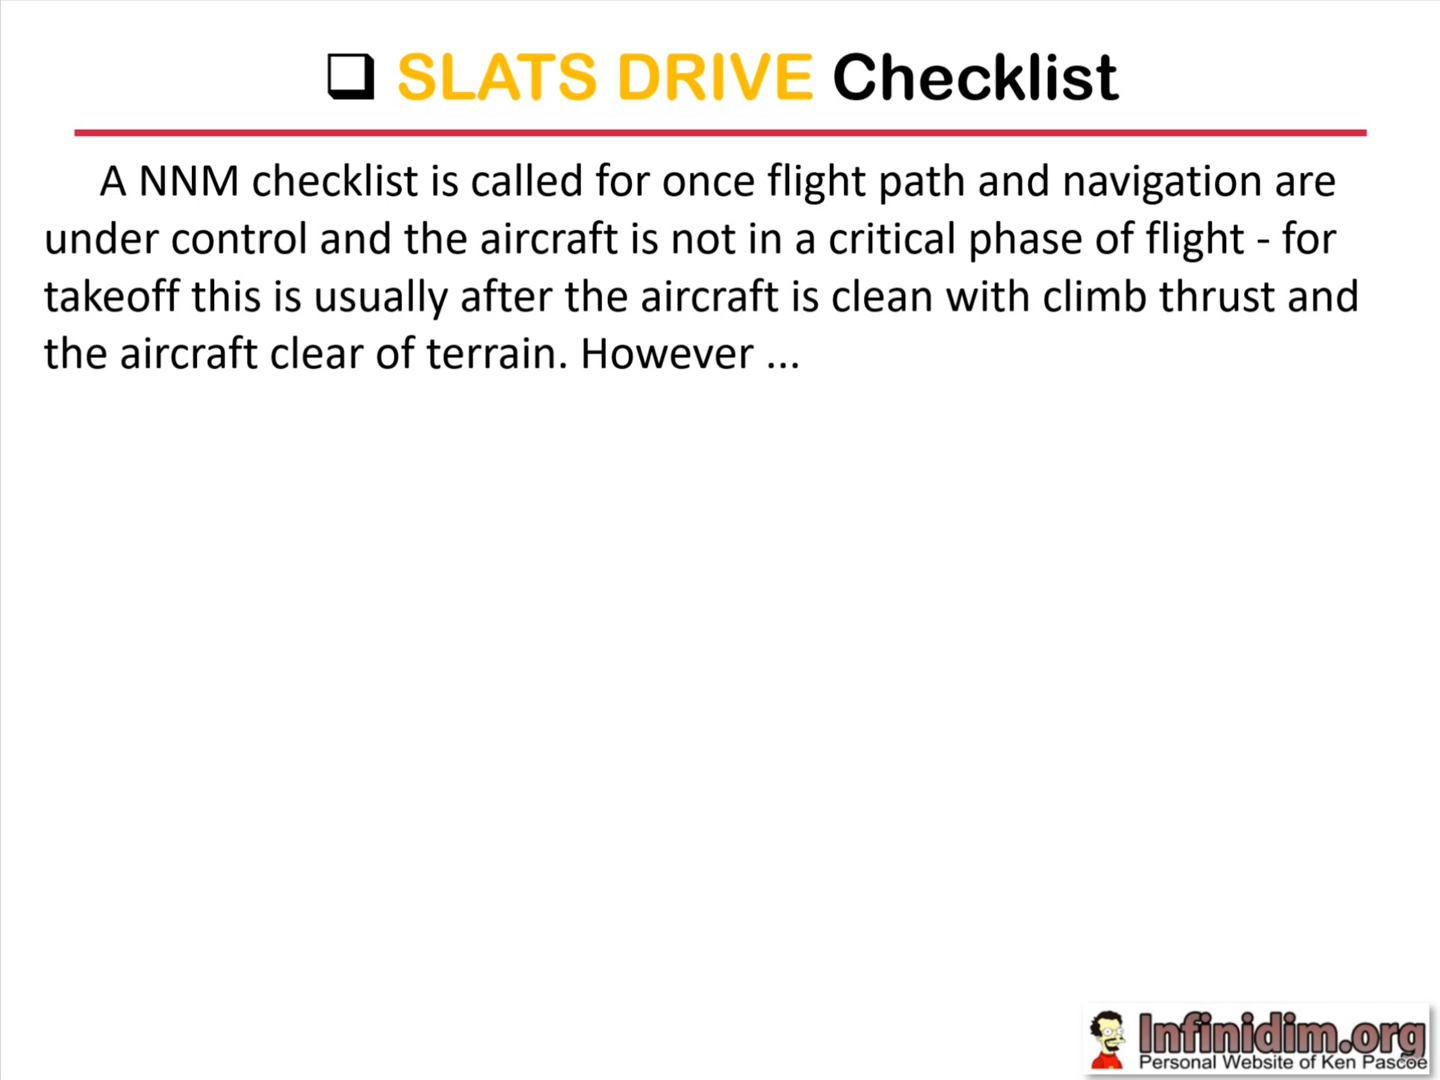 ❑ SLATS DRIVE Checklist
A NNM checklist is called for once flight path and navigation are
under control and the aircraft is not in a critical phase of flight - for
takeoff this is usually after the aircraft is clean with climb thrust and
the aircraft clear of terrain. However ...
Infinidim.org
Personal Website of Ken Pascoe